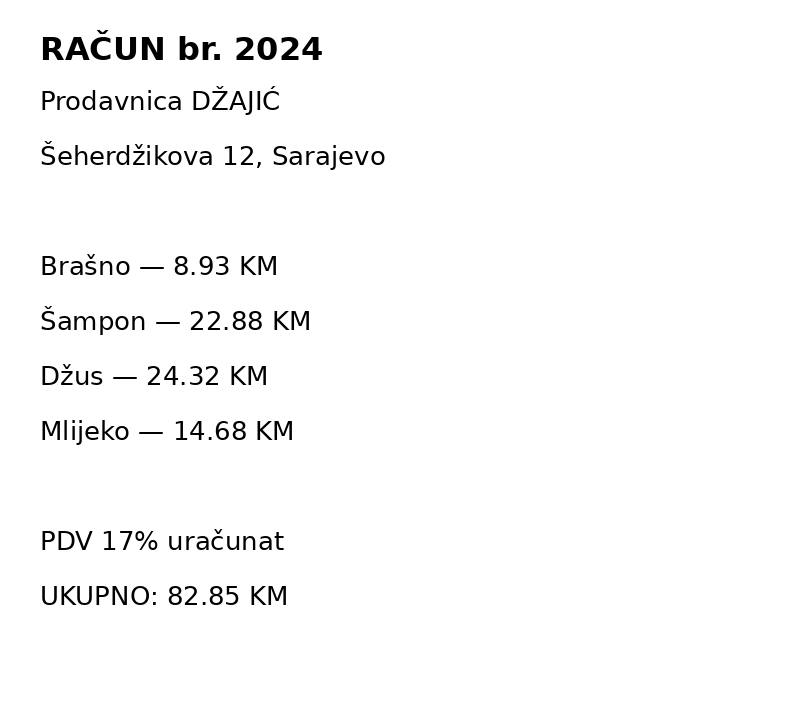 RAČUN br. 2024
Prodavnica DŽAJIĆ
Šeherdžikova 12, Sarajevo
Brašno — 8.93 KM
Šampon — 22.88 KM
Džus — 24.32 KM
Mlijeko — 14.68 KM
PDV 17% uračunat
UKUPNO: 82.85 KM